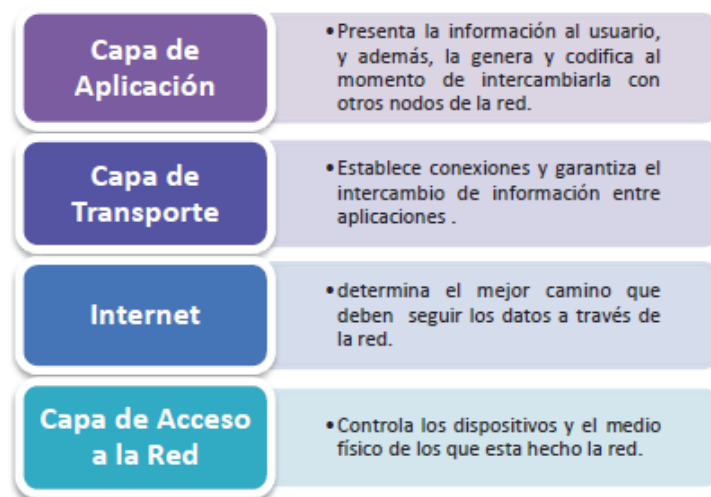 Capa de
Aplicación
•Presenta la información al usuario,
y además, la genera y codifica al
momento de intercambiarla con
otros nodos de la red.
Capa de
Transporte
•Establece conexiones y garantiza el
intercambio de información entre
aplicaciones .
Internet
•determina el mejor camino que
deben seguir los datos a través de
la red.
Capa de Acceso
a la Red
•Controla los dispositivos y el medio
físico de los que esta hecho la red.